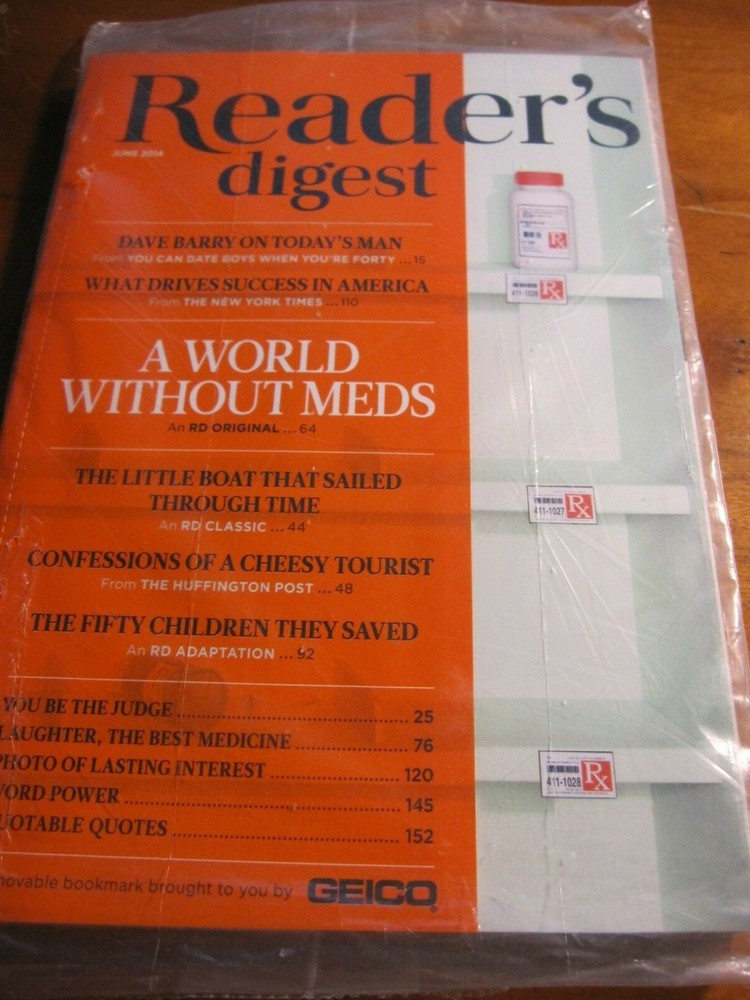 Reader's
digest
JUNE 2014
DAVE BARRY ON TODAY'S MAN
From YOU CAN DATE BOYS WHEN YOU'RE FORTY ... 15
WHAT DRIVES SUCCESS IN AMERICA
From THE NEW YORK TIMES ... 110
A WORLD
WITHOUT MEDS
An RD ORIGINAL ... 64
THE LITTLE BOAT THAT SAILED
THROUGH TIME
An RD CLASSIC ... 44
CONFESSIONS OF A CHEESY TOURIST
From THE HUFFINGTON POST ... 48
THE FIFTY CHILDREN THEY SAVED
An RD ADAPTATION ... 92
YOU BE THE JUDGE ........ 25
LAUGHTER, THE BEST MEDICINE ........ 76
PHOTO OF LASTING INTEREST ........ 120
WORD POWER ........ 145
QUOTABLE QUOTES ........ 152
movable bookmark brought to you by GEICO
Rx
411-1026 Rx
411-1027 Rx
411-1028 Rx